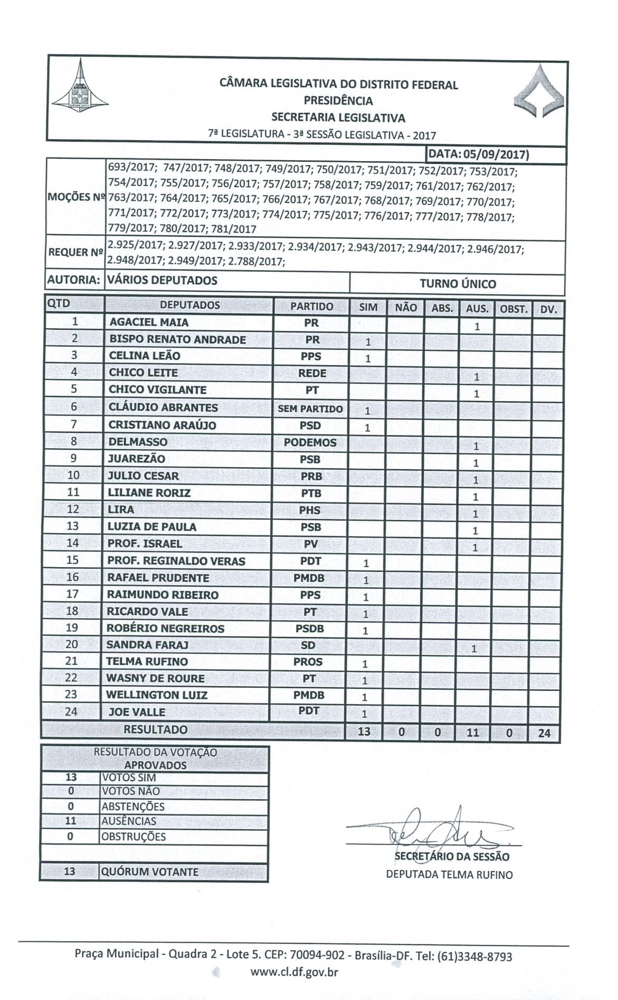 CÂMARA LEGISLATIVA DO DISTRITO FEDERAL
PRESIDÊNCIA
SECRETARIA LEGISLATIVA
7ª LEGISLATURA - 3ª SESSÃO LEGISLATIVA - 2017
DATA: 05/09/2017)
MOÇÕES Nº
693/2017; 747/2017; 748/2017; 749/2017; 750/2017; 751/2017; 752/2017; 753/2017;
754/2017; 755/2017; 756/2017; 757/2017; 758/2017; 759/2017; 761/2017; 762/2017;
763/2017; 764/2017; 765/2017; 766/2017; 767/2017; 768/2017; 769/2017; 770/2017;
771/2017; 772/2017; 773/2017; 774/2017; 775/2017; 776/2017; 777/2017; 778/2017;
779/2017; 780/2017; 781/2017
REQUER Nº
2.925/2017; 2.927/2017; 2.933/2017; 2.934/2017; 2.943/2017; 2.944/2017; 2.946/2017;
2.948/2017; 2.949/2017; 2.788/2017;
AUTORIA: VÁRIOS DEPUTADOS TURNO ÚNICO
QTD DEPUTADOS PARTIDO SIM NÃO ABS. AUS. OBST. DV.
1 AGACIEL MAIA PR 1
2 BISPO RENATO ANDRADE PR 1
3 CELINA LEÃO PPS 1
4 CHICO LEITE REDE 1
5 CHICO VIGILANTE PT 1
6 CLÁUDIO ABRANTES SEM PARTIDO 1
7 CRISTIANO ARAÚJO PSD 1
8 DELMASSO PODEMOS 1
9 JUAREZÃO PSB 1
10 JULIO CESAR PRB 1
11 LILIANE RORIZ PTB 1
12 LIRA PHS 1
13 LUZIA DE PAULA PSB 1
14 PROF. ISRAEL PV 1
15 PROF. REGINALDO VERAS PDT 1
16 RAFAEL PRUDENTE PMDB 1
17 RAIMUNDO RIBEIRO PPS 1
18 RICARDO VALE PT 1
19 ROBÉRIO NEGREIROS PSDB 1
20 SANDRA FARAJ SD 1
21 TELMA RUFINO PROS 1
22 WASNY DE ROURE PT 1
23 WELLINGTON LUIZ PMDB 1
24 JOE VALLE PDT 1
RESULTADO 13 0 0 11 0 24
RESULTADO DA VOTAÇÃO
APROVADOS
13 VOTOS SIM
0 VOTOS NÃO
0 ABSTENÇÕES
11 AUSÊNCIAS
0 OBSTRUÇÕES
13 QUÓRUM VOTANTE
SECRETÁRIO DA SESSÃO
DEPUTADA TELMA RUFINO
Praça Municipal - Quadra 2 - Lote 5. CEP: 70094-902 - Brasília-DF. Tel: (61)3348-8793
www.cl.df.gov.br